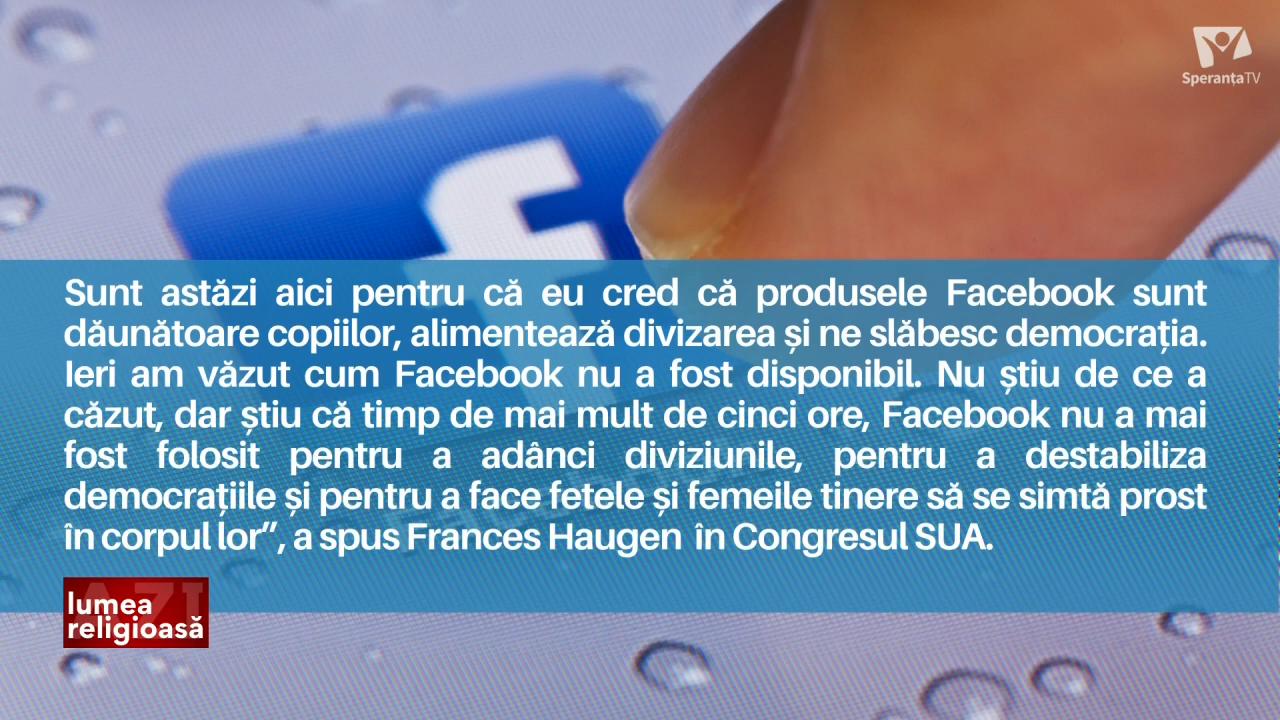 SperanțaTV
Sunt astăzi aici pentru că eu cred că produsele Facebook sunt
dăunătoare copiilor, alimentează divizarea și ne slăbesc democrația.
Ieri am văzut cum Facebook nu a fost disponibil. Nu știu de ce a
căzut, dar știu că timp de mai mult de cinci ore, Facebook nu a mai
fost folosit pentru a adânci diviziunile, pentru a destabiliza
democrațiile și pentru a face fetele și femeile tinere să se simtă prost
în corpul lor”, a spus Frances Haugen în Congresul SUA.
AZI
lumea
religioasă